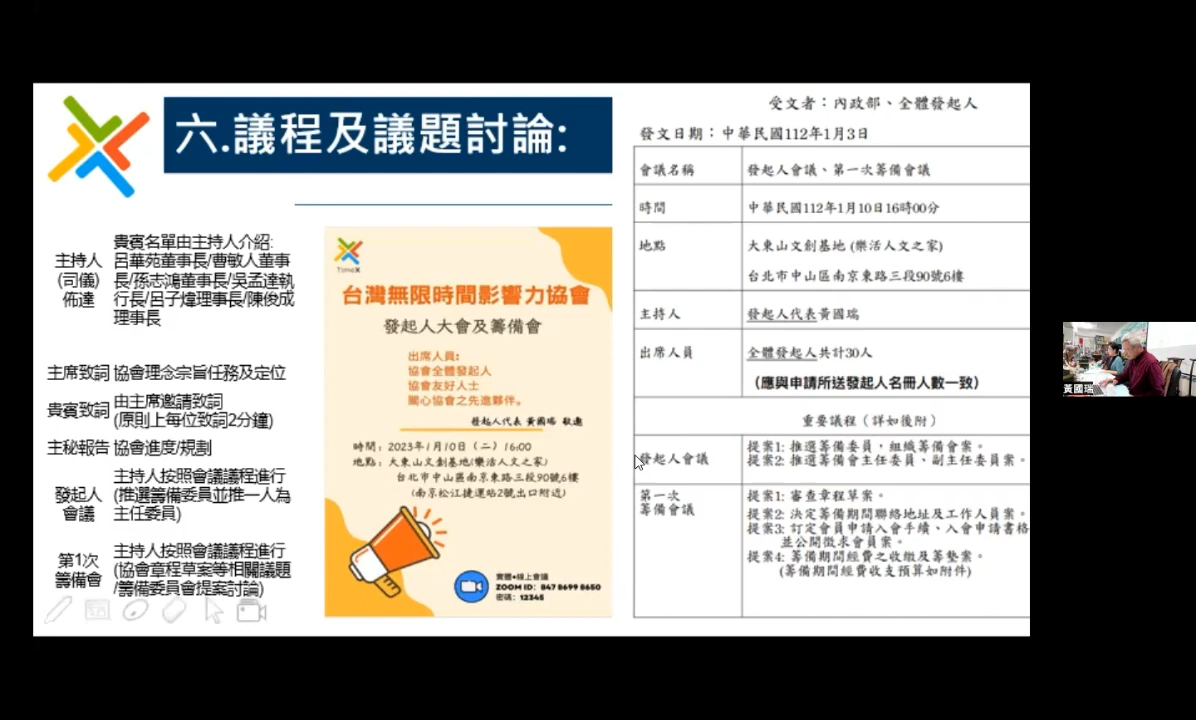 六.議程及議題討論:
主持人
(司儀)
佈達
貴賓名單由主持人介紹:
呂華苑董事長/曹敏人董事
長/孫志鴻董事長/吳孟達執
行長/呂子煒理事長/陳俊成
理事長
主席致詞 協會理念宗旨任務及定位
貴賓致詞
由主席邀請致詞
(原則上每位致詞2分鐘)
主秘報告 協會進度/規劃
發起人
會議
主持人按照會議議程進行
(推選籌備委員並推一人為
主任委員)
第1次
籌備會
主持人按照會議議程進行
(協會章程草案等相關議題
/籌備委員會提案討論)
TimeX
台灣無限時間影響力協會
發起人大會及籌備會
出席人員:
協會全體發起人
協會友好人士
關心協會之先進夥伴。
發起人代表 黃國瑞 敬邀
時間：2023年1月10日（二）16:00
地點：大東山文創基地(樂活人文之家)
台北市中山區南京東路三段90號6樓
(南京松江捷運站2號出口附近)
實體+線上會議
ZOOM ID：847 8699 8650
密碼：12345
受文者：內政部、全體發起人
發文日期：中華民國112年1月3日
會議名稱 發起人會議、第一次籌備會議
時間 中華民國112年1月10日16時00分
地點 大東山文創基地 (樂活人文之家)
台北市中山區南京東路三段90號6樓
主持人 發起人代表黃國瑞
出席人員 全體發起人共計30人
（應與申請所送發起人名冊人數一致）
重要議程（詳如後附）
發起人會議
提案1: 推選籌備委員，組織籌備會案。
提案2: 推選籌備會主任委員、副主任委員案。
第一次
籌備會議
提案1: 審查章程草案。
提案2: 決定籌備期間聯絡地址及工作人員案。
提案3: 訂定會員申請入會手續、入會申請書格
並公開徵求會員案。
提案4: 籌備期間經費之收繳及籌墊案。
(籌備期間經費收支預算如附件)
黃國瑞